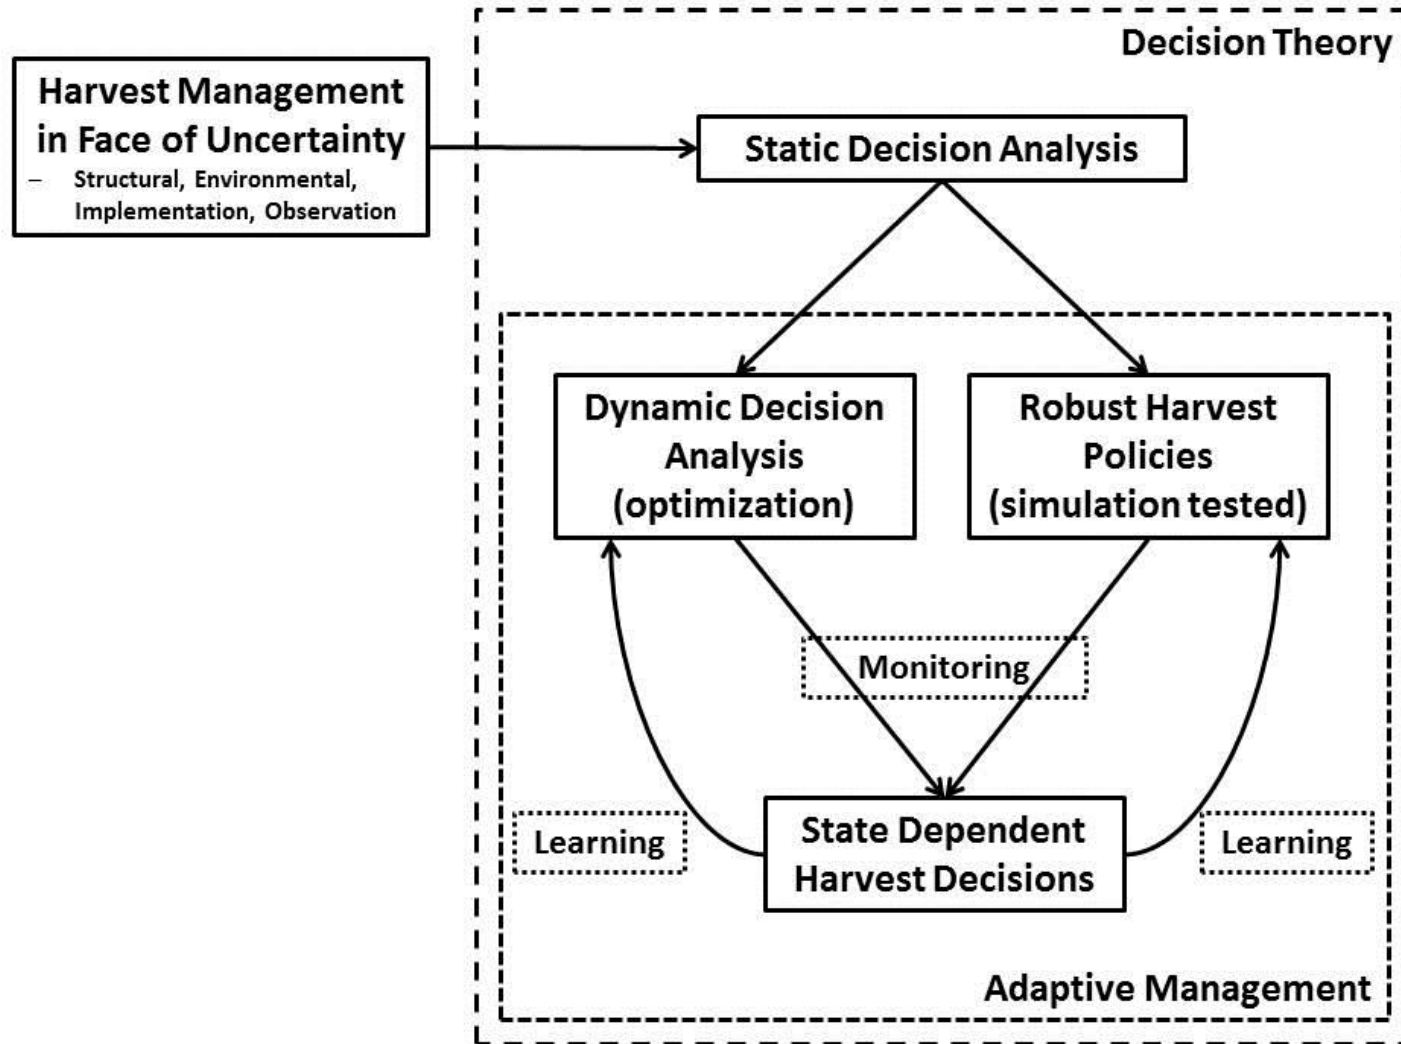 Decision Theory
Harvest Management
in Face of Uncertainty
– Structural, Environmental,
Implementation, Observation
Static Decision Analysis
Dynamic Decision
Analysis
(optimization)
Robust Harvest
Policies
(simulation tested)
Monitoring
Learning
State Dependent
Harvest Decisions
Learning
Adaptive Management